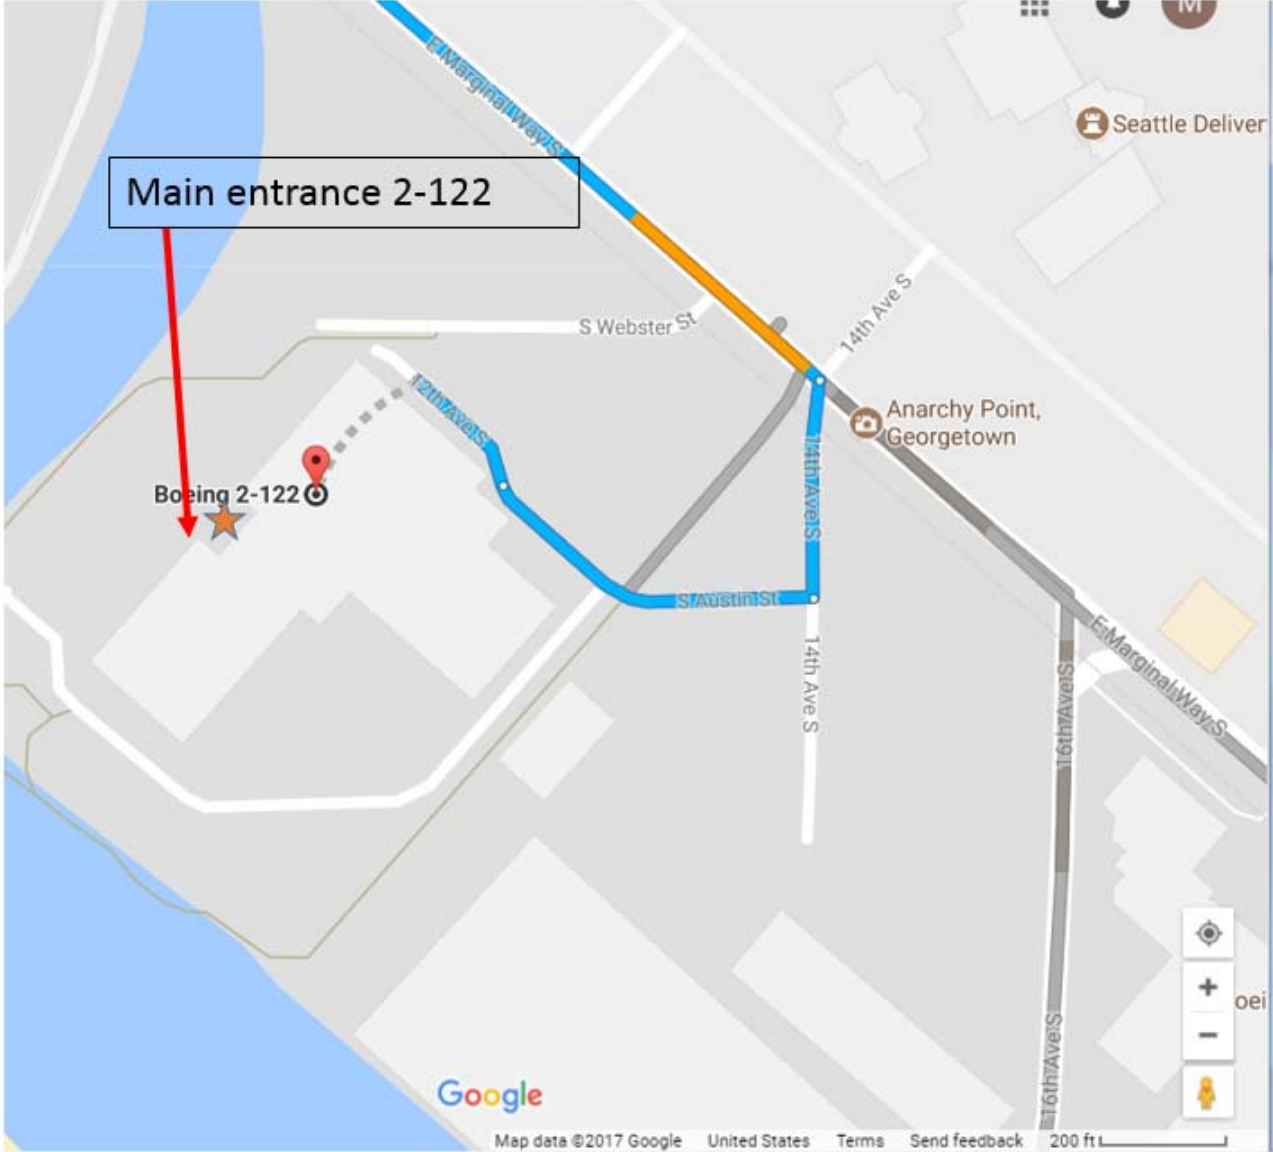 M
E Marginal Way S
Seattle Deliver
Main entrance 2-122
S Webster St
14th Ave S
12th Ave S
Anarchy Point,
Georgetown
14th Ave S
Boeing 2-122
S Austin St
14th Ave S
E Marginal Way S
16th Ave S
oei
16th Ave S
Google
Map data ©2017 Google United States Terms Send feedback 200 ft